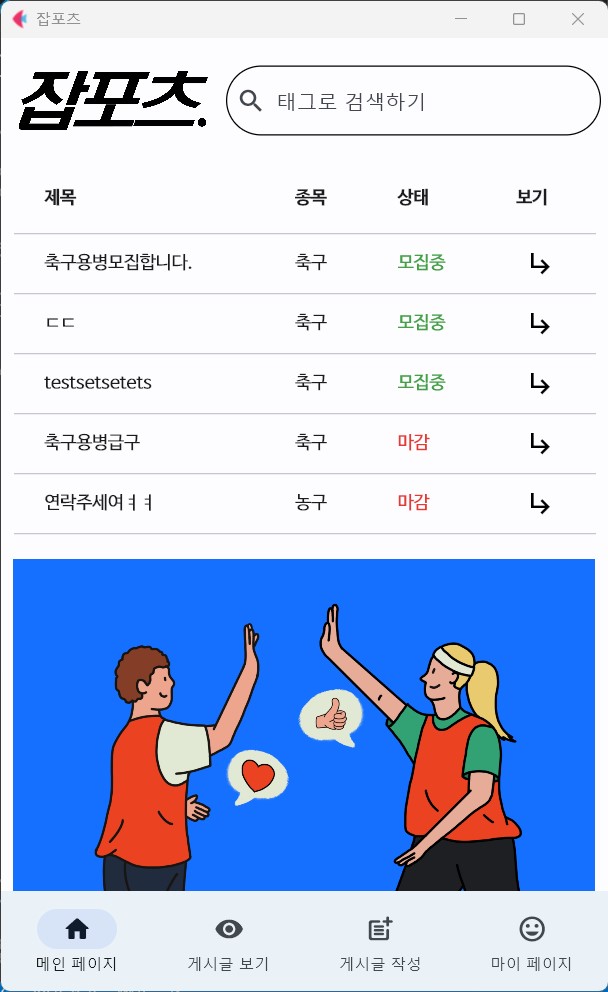 잡포츠
잡포츠.
태그로 검색하기
제목 종목 상태 보기
축구용병모집합니다. 축구 모집중
ㄷㄷ 축구 모집중
testsetsetets 축구 모집중
축구용병급구 축구 마감
연락주세여ㅕㅕ 농구 마감
메인 페이지 게시글 보기 게시글 작성 마이 페이지